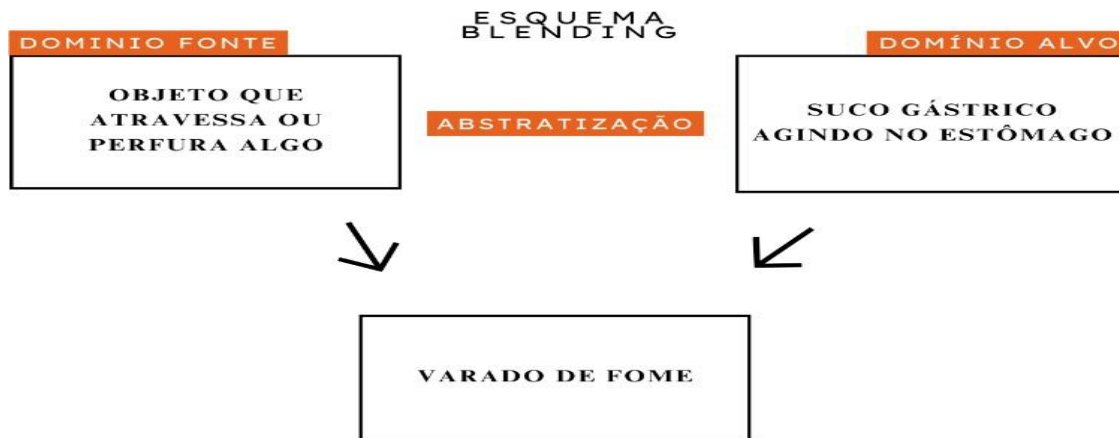 ESQUEMA
BLENDING
DOMINIO FONTE
DOMÍNIO ALVO
OBJETO QUE
ATRAVESSA OU
PERFURA ALGO
ABSTRATIZAÇÃO
SUCO GÁSTRICO
AGINDO NO ESTÔMAGO
VARADO DE FOME